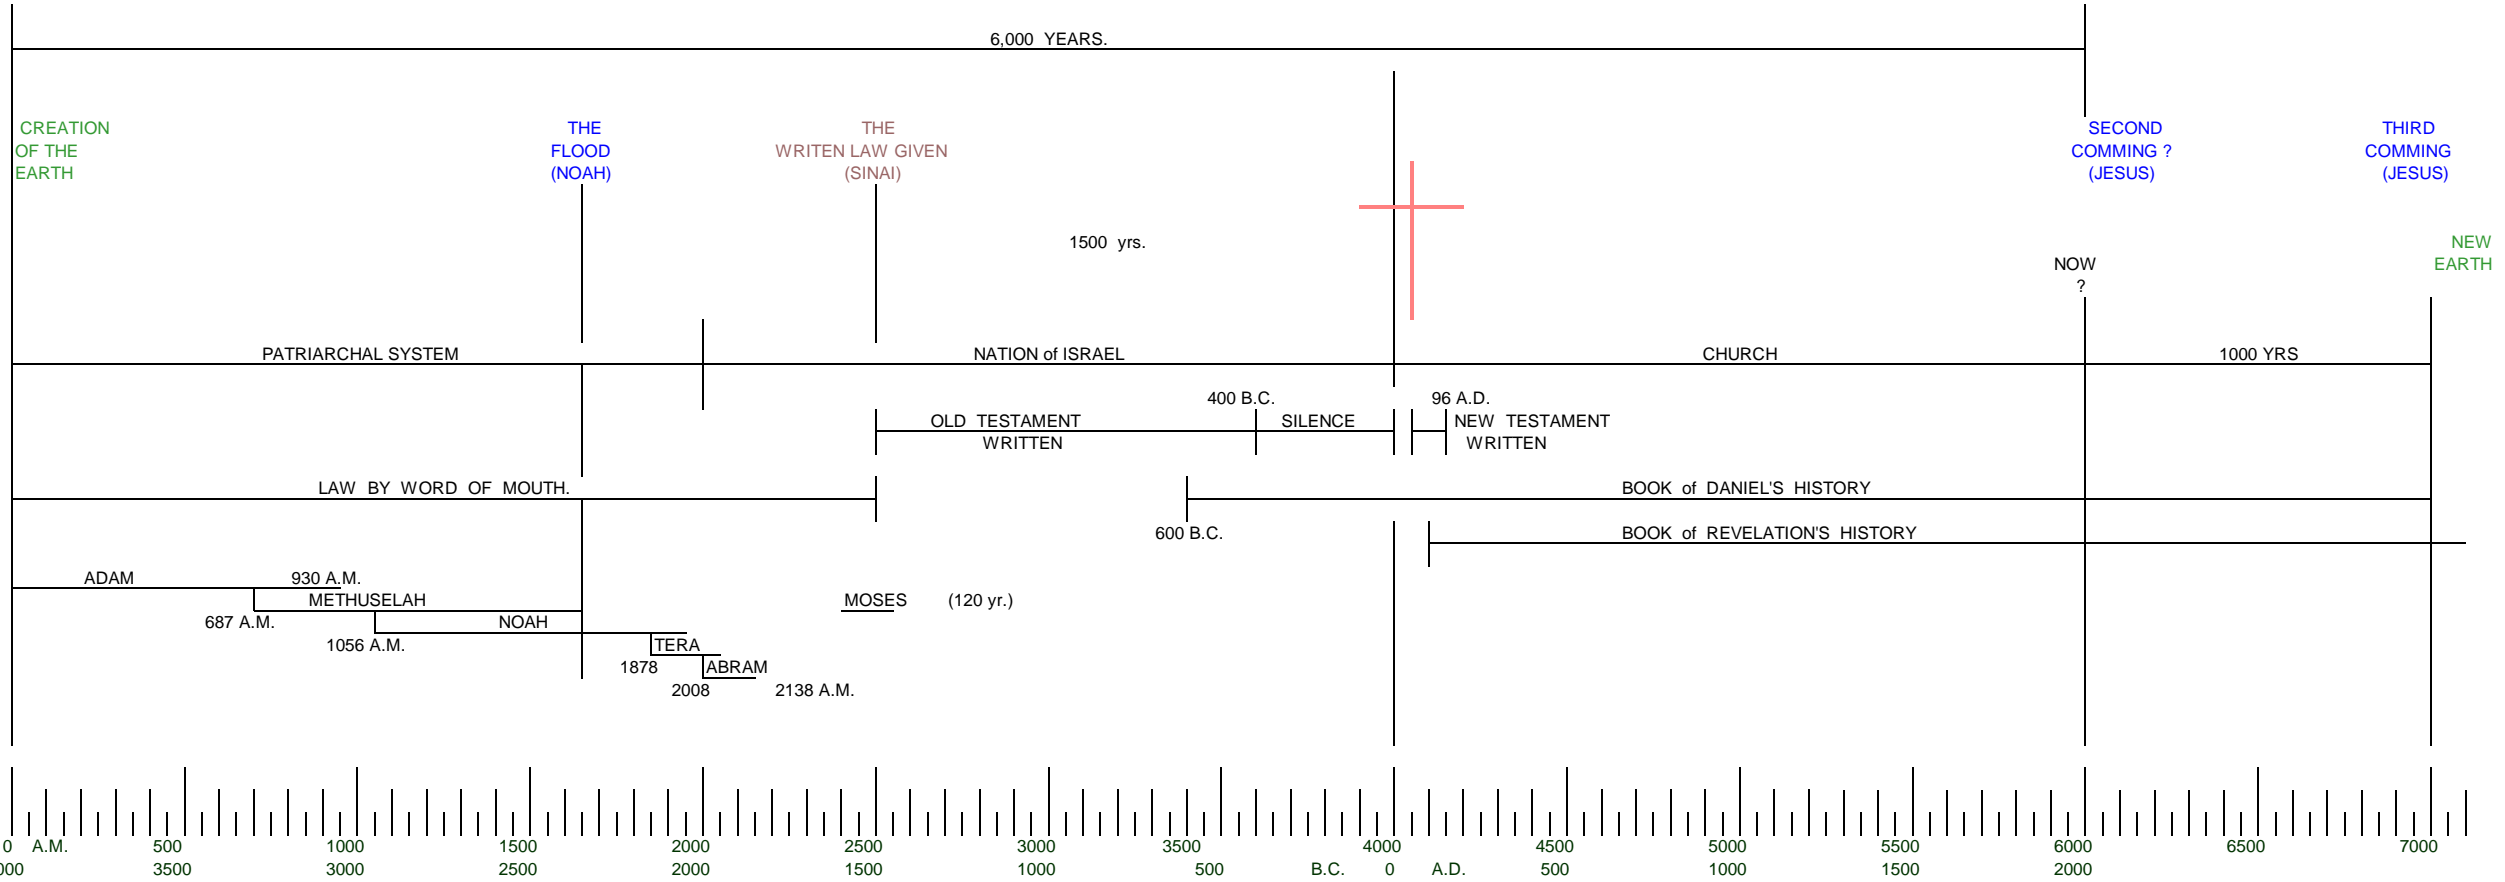 6,000 YEARS.
CREATION
OF THE
EARTH
THE
FLOOD
(NOAH)
THE
WRITEN LAW GIVEN
(SINAI)
SECOND
COMMING ?
(JESUS)
THIRD
COMMING
(JESUS)
1500 yrs.
NEW
EARTH
NOW
?
PATRIARCHAL SYSTEM
NATION of ISRAEL
CHURCH
1000 YRS
400 B.C.
96 A.D.
OLD TESTAMENT
WRITTEN
SILENCE
NEW TESTAMENT
WRITTEN
LAW BY WORD OF MOUTH.
BOOK of DANIEL'S HISTORY
600 B.C.
BOOK of REVELATION'S HISTORY
ADAM
930 A.M.
METHUSELAH
MOSES (120 yr.)
687 A.M.
NOAH
1056 A.M.
TERA
1878
ABRAM
2008
2138 A.M.
0 A.M. 500 1000 1500 2000 2500 3000 3500 4000 4500 5000 5500 6000 6500 7000
000 3500 3000 2500 2000 1500 1000 500 B.C. 0 A.D. 500 1000 1500 2000